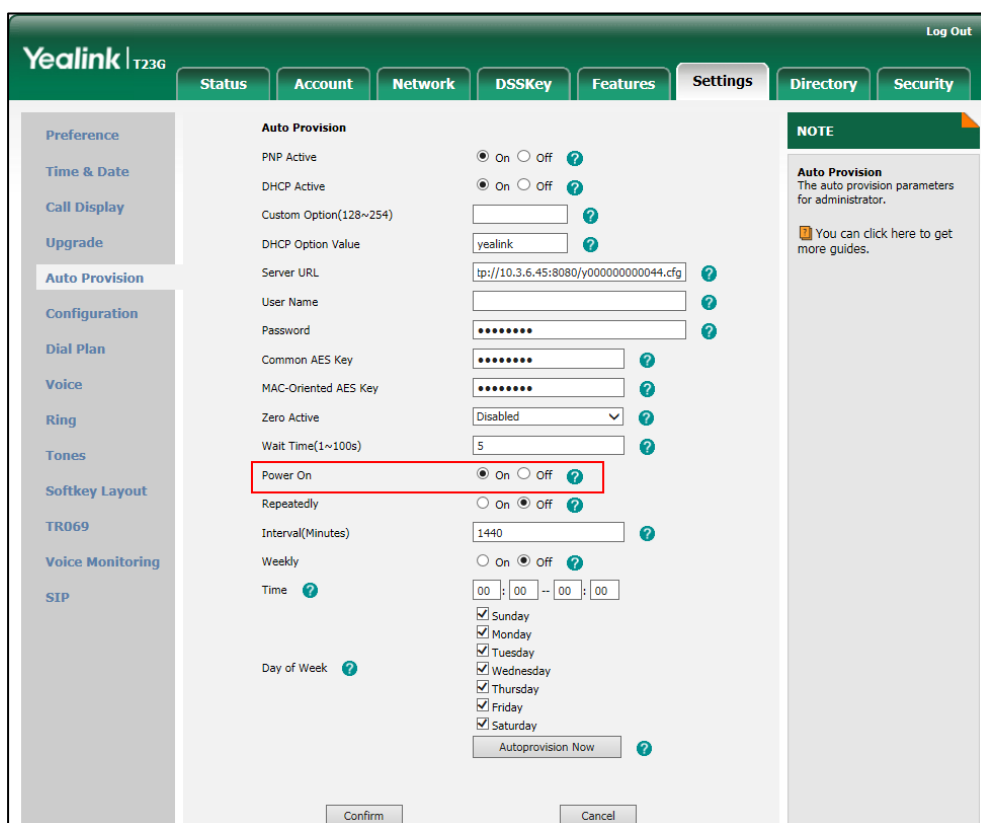 Log Out
Yealink T23G
Status Account Network DSSKey Features Settings Directory Security
Preference
Time & Date
Call Display
Upgrade
Auto Provision
Configuration
Dial Plan
Voice
Ring
Tones
Softkey Layout
TR069
Voice Monitoring
SIP
Auto Provision
PNP Active On Off ?
DHCP Active On Off ?
Custom Option(128~254) ?
DHCP Option Value yealink ?
Server URL tp://10.3.6.45:8080/y000000000044.cfg ?
User Name ?
Password •••••••• ?
Common AES Key •••••••• ?
MAC-Oriented AES Key •••••••• ?
Zero Active Disabled ?
Wait Time(1~100s) 5 ?
Power On On Off ?
Repeatedly On Off ?
Interval(Minutes) 1440 ?
Weekly On Off ?
Time ? 00 : 00 -- 00 : 00
Sunday
Monday
Tuesday
Day of Week ? Wednesday
Thursday
Friday
Saturday
Autoprovision Now ?
Confirm Cancel
NOTE
Auto Provision
The auto provision parameters
for administrator.
? You can click here to get
more guides.